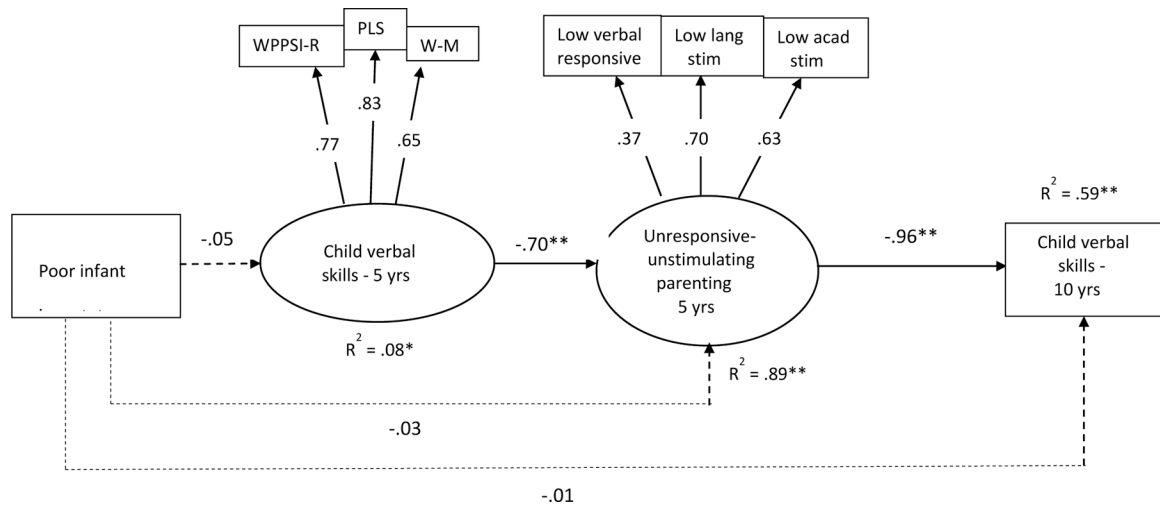 PLS
WPPSI-R
W-M
Low verbal
responsive
Low lang
stim
Low acad
stim
.83
.77
.65
.37
.70
.63
R² = .59**
-.05
-.70**
-.96**
Poor infant
Child verbal
skills - 5 yrs
Unresponsive-
unstimulating
parenting
5 yrs
Child verbal
skills -
10 yrs
R² = .08*
R² = .89**
-.03
-.01